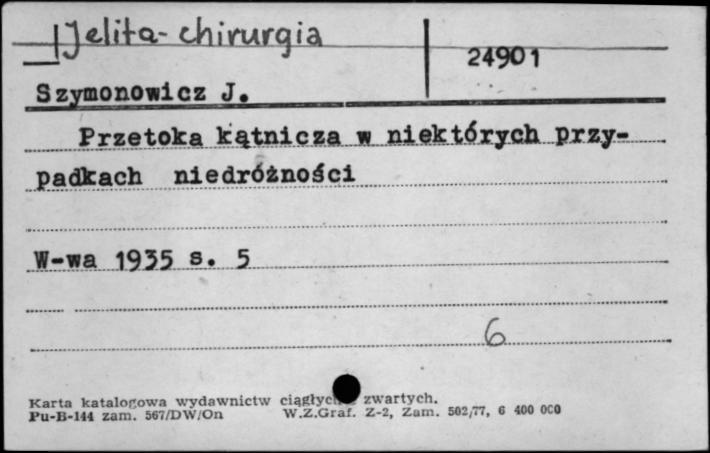 Jelita-chirurgia
24901
Szymonowicz J.
Przetoka kątnicza w niektórych przy-
padkach niedróżności
W-wa 1935 s. 5
6
Karta katalogowa wydawnictw ciągłych zwartych.
Pu-B-144 zam. 567/DW/On W.Z.Graf. Z-2, Zam. 502/77, 6 400 000